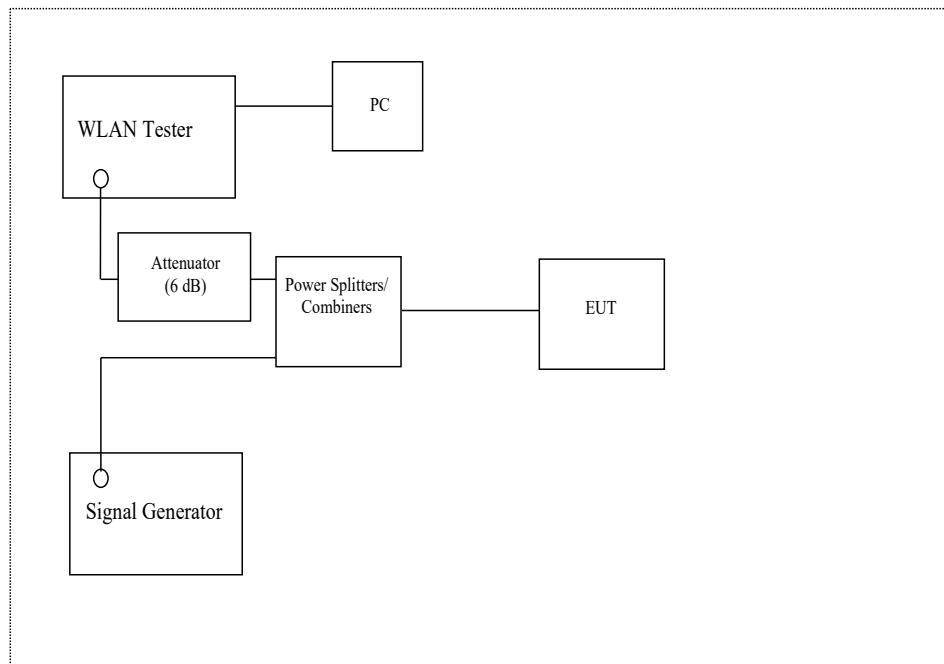 PC
WLAN Tester
Attenuator
(6 dB)
Power Splitters/
Combiners
EUT
Signal Generator